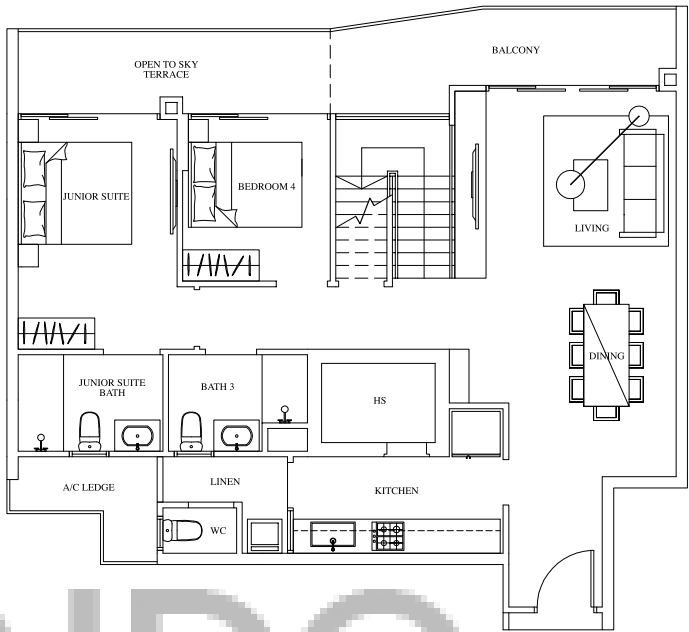 BALCONY
OPEN TO SKY
TERRACE
JUNIOR SUITE
BEDROOM 4
LIVING
DINING
JUNIOR SUITE
BATH
BATH 3
HS
A/C LEDGE
LINEN
KITCHEN
WC